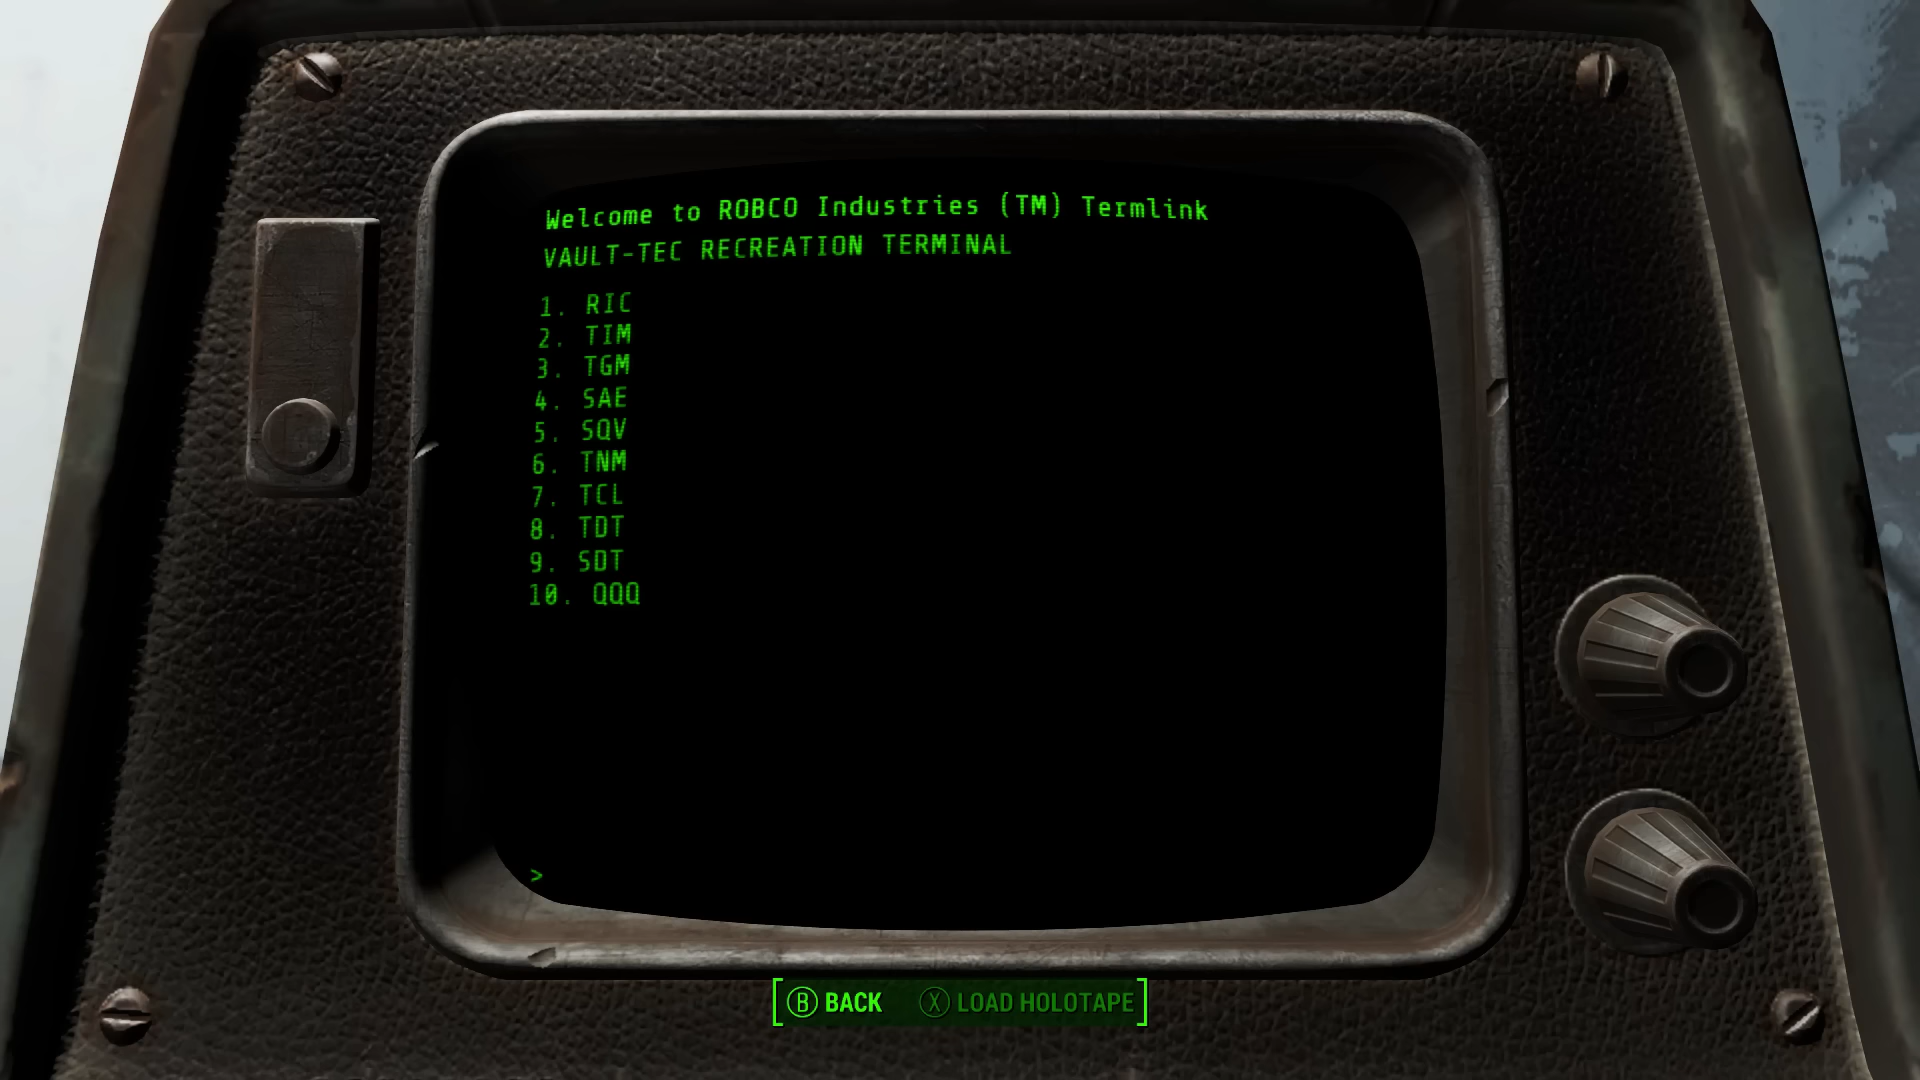 Welcome to ROBCO Industries (TM) Termlink
VAULT-TEC RECREATION TERMINAL
1. RIC
2. TIM
3. TGM
4. SAE
5. SQV
6. TNM
7. TCL
8. TDT
9. SDT
10. QQQ
>
[ B BACK X LOAD HOLOTAPE ]